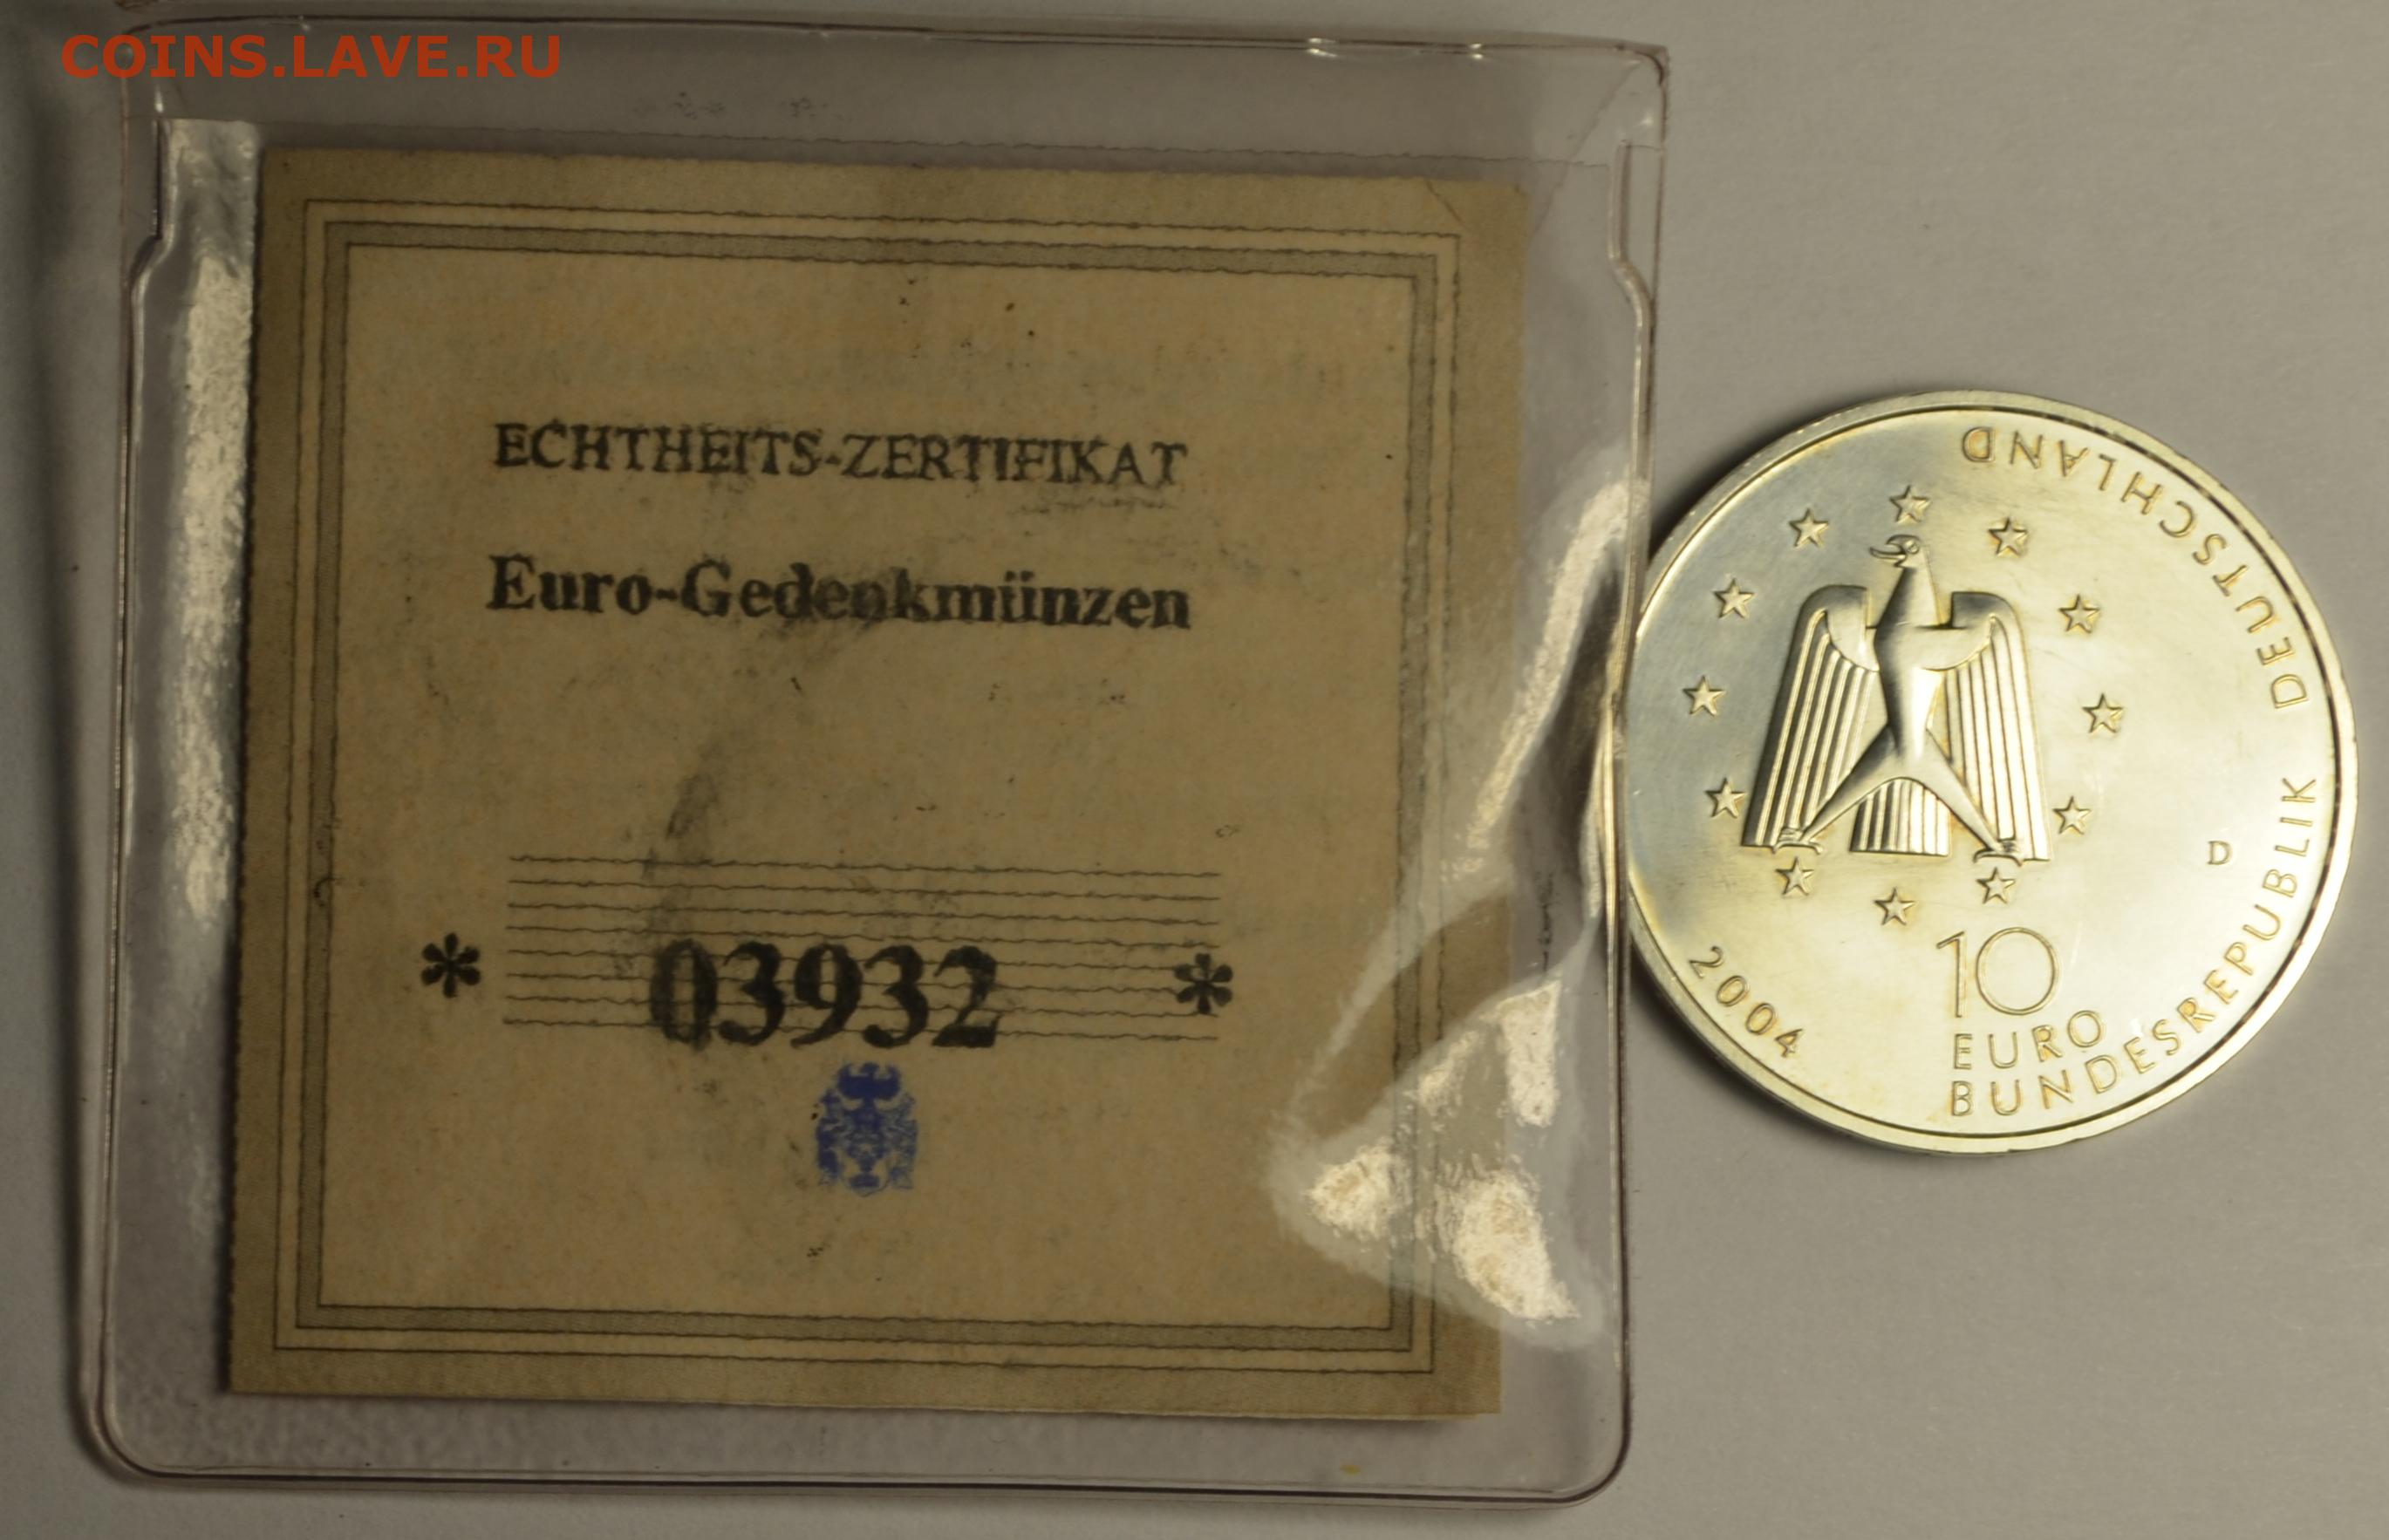 COINS.LAVE.RU
ECHTHEITS-ZERTIFIKAT
Euro-Gedenkmünzen
* 03932 *
BUNDESREPUBLIK DEUTSCHLAND
D
10
EURO
2004